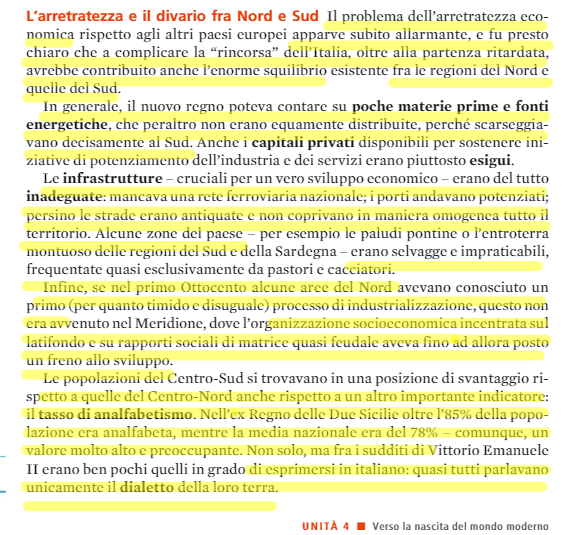 L'arretratezza e il divario fra Nord e Sud Il problema dell'arretratezza eco-
nomica rispetto agli altri paesi europei apparve subito allarmante, e fu presto
chiaro che a complicare la “rincorsa” dell'Italia, oltre alla partenza ritardata,
avrebbe contribuito anche l'enorme squilibrio esistente fra le regioni del Nord e
quelle del Sud.
In generale, il nuovo regno poteva contare su poche materie prime e fonti
energetiche, che peraltro non erano equamente distribuite, perché scarseggia-
vano decisamente al Sud. Anche i capitali privati disponibili per sostenere ini-
ziative di potenziamento dell'industria e dei servizi erano piuttosto esigui.
Le infrastrutture – cruciali per un vero sviluppo economico – erano del tutto
inadeguate: mancava una rete ferroviaria nazionale; i porti andavano potenziati;
persino le strade erano antiquate e non coprivano in maniera omogenea tutto il
territorio. Alcune zone del paese – per esempio le paludi pontine o l'entroterra
montuoso delle regioni del Sud e della Sardegna – erano selvagge e impraticabili,
frequentate quasi esclusivamente da pastori e cacciatori.
Infine, se nel primo Ottocento alcune aree del Nord avevano conosciuto un
primo (per quanto timido e disuguale) processo di industrializzazione, questo non
era avvenuto nel Meridione, dove l'organizzazione socioeconomica incentrata sul
latifondo e su rapporti sociali di matrice quasi feudale aveva fino ad allora posto
un freno allo sviluppo.
Le popolazioni del Centro-Sud si trovavano in una posizione di svantaggio ri-
spetto a quelle del Centro-Nord anche rispetto a un altro importante indicatore:
il tasso di analfabetismo. Nell'ex Regno delle Due Sicilie oltre l'85% della popo-
lazione era analfabeta, mentre la media nazionale era del 78% – comunque, un
valore molto alto e preoccupante. Non solo, ma fra i sudditi di Vittorio Emanuele
II erano ben pochi quelli in grado di esprimersi in italiano: quasi tutti parlavano
unicamente il dialetto della loro terra.
UNITÀ 4 ■ Verso la nascita del mondo moderno